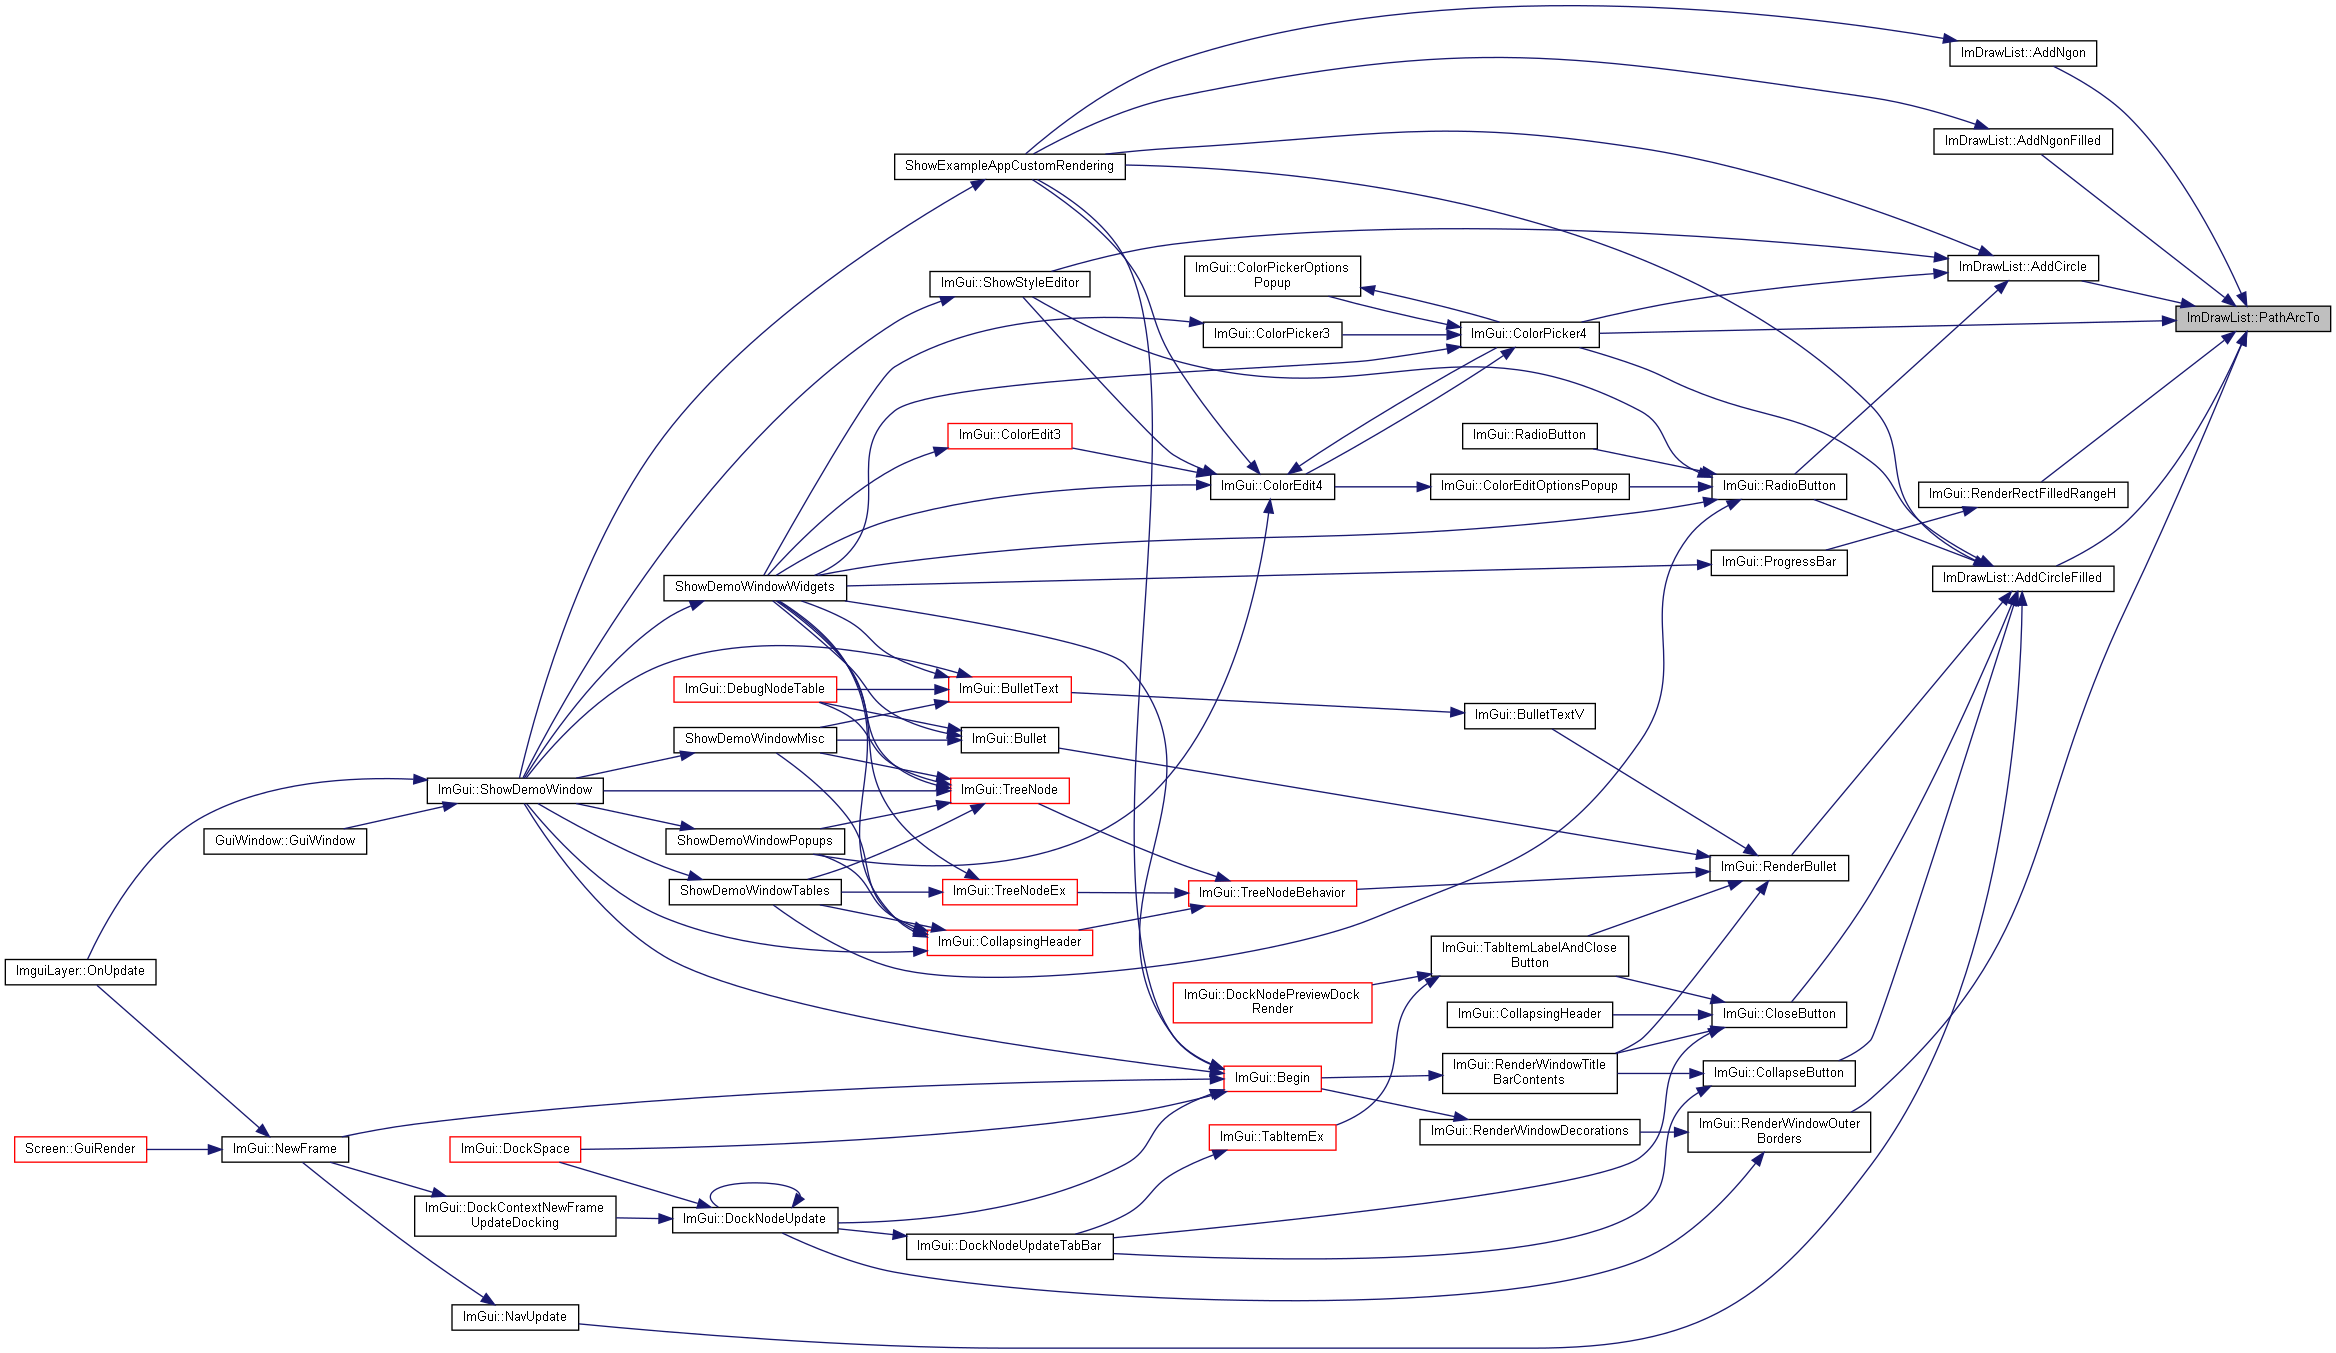 ImDrawList::AddNgon
ImDrawList::AddNgonFilled
ShowExampleAppCustomRendering
ImDrawList::AddCircle
ImGui::ColorPickerOptions
Popup
ImGui::ShowStyleEditor
ImDrawList::PathArcTo
ImGui::ColorPicker3
ImGui::ColorPicker4
ImGui::ColorEdit3
ImGui::RadioButton
ImGui::ColorEdit4
ImGui::ColorEditOptionsPopup
ImGui::RadioButton
ImGui::RenderRectFilledRangeH
ImGui::ProgressBar
ImDrawList::AddCircleFilled
ShowDemoWindowWidgets
ImGui::DebugNodeTable
ImGui::BulletText
ImGui::BulletTextV
ShowDemoWindowMisc
ImGui::Bullet
ImGui::ShowDemoWindow
ImGui::TreeNode
GuiWindow::GuiWindow
ShowDemoWindowPopups
ImGui::RenderBullet
ShowDemoWindowTables
ImGui::TreeNodeEx
ImGui::TreeNodeBehavior
ImGui::CollapsingHeader
ImGui::TabItemLabelAndClose
Button
ImguiLayer::OnUpdate
ImGui::DockNodePreviewDock
Render
ImGui::CollapsingHeader
ImGui::CloseButton
ImGui::RenderWindowTitle
BarContents
ImGui::CollapseButton
ImGui::Begin
ImGui::RenderWindowDecorations
ImGui::RenderWindowOuter
Borders
ImGui::TabItemEx
Screen::GuiRender
ImGui::NewFrame
ImGui::DockSpace
ImGui::DockContextNewFrame
UpdateDocking
ImGui::DockNodeUpdate
ImGui::DockNodeUpdateTabBar
ImGui::NavUpdate